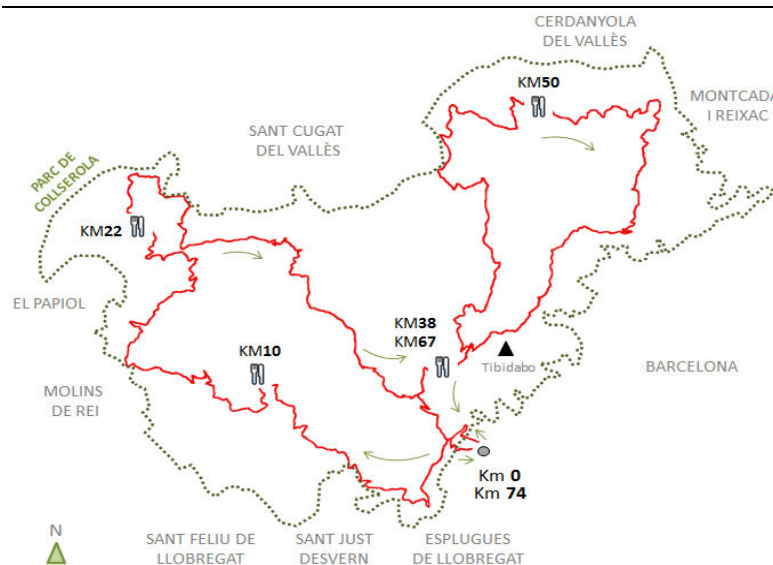 CERDANYOLA
DEL VALLÈS
KM50
MONTCADA
I REIXAC
SANT CUGAT
DEL VALLÈS
PARC DE
COLLSEROLA
KM22
EL PAPIOL
KM38
KM67
KM10
Tibidabo
BARCELONA
MOLINS
DE REI
Km 0
Km 74
N
SANT FELIU DE
LLOBREGAT
SANT JUST
DESVERN
ESPLUGUES
DE LLOBREGAT